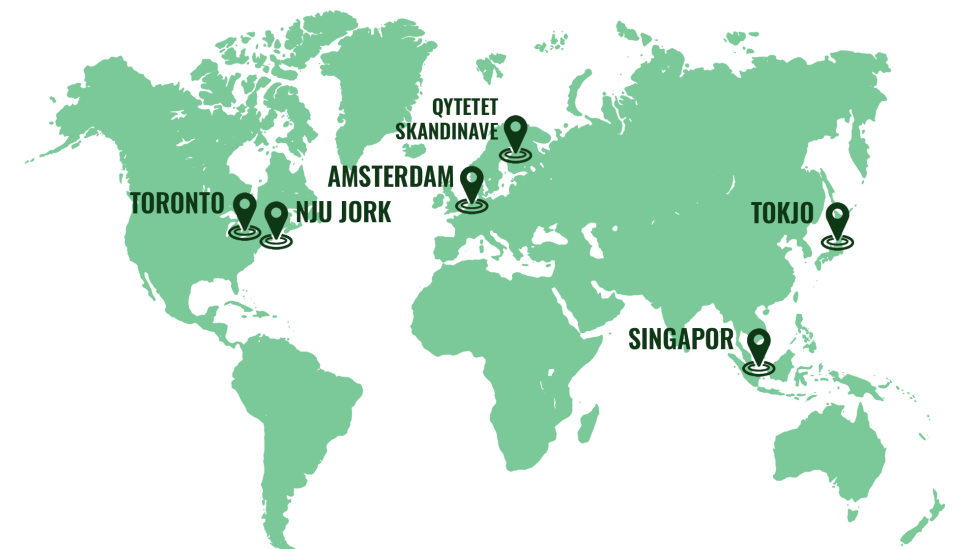 QYTETET
SKANDINAVE
AMSTERDAM
TORONTO
NJU JORK
TOKJO
SINGAPOR